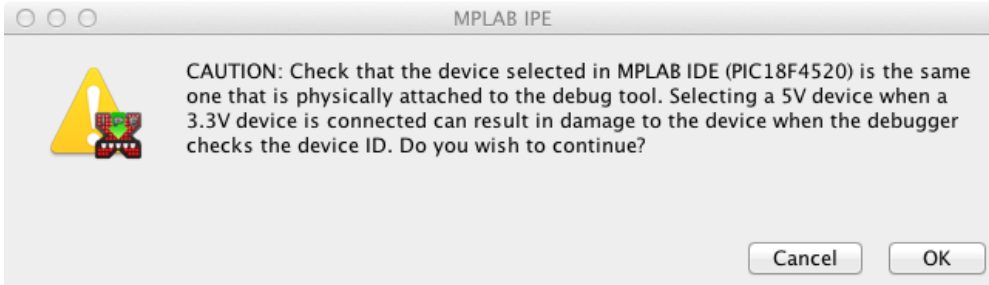 MPLAB IPE
CAUTION: Check that the device selected in MPLAB IDE (PIC18F4520) is the same
one that is physically attached to the debug tool. Selecting a 5V device when a
3.3V device is connected can result in damage to the device when the debugger
checks the device ID. Do you wish to continue?
Cancel OK